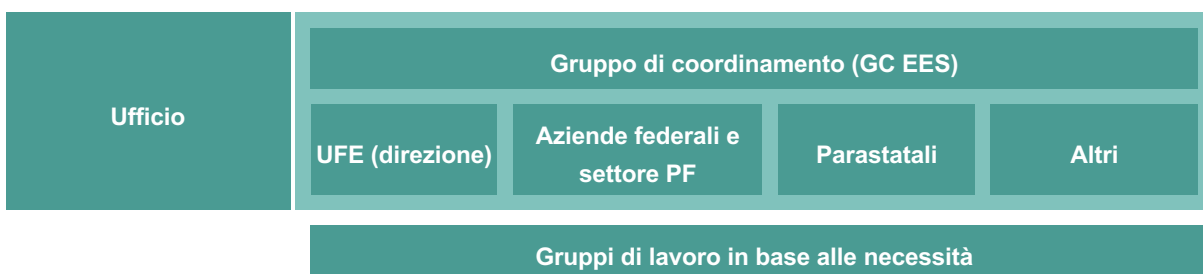 Ufficio
Gruppo di coordinamento (GC EES)
UFE (direzione)
Aziende federali e
settore PF
Parastatali
Altri
Gruppi di lavoro in base alle necessità